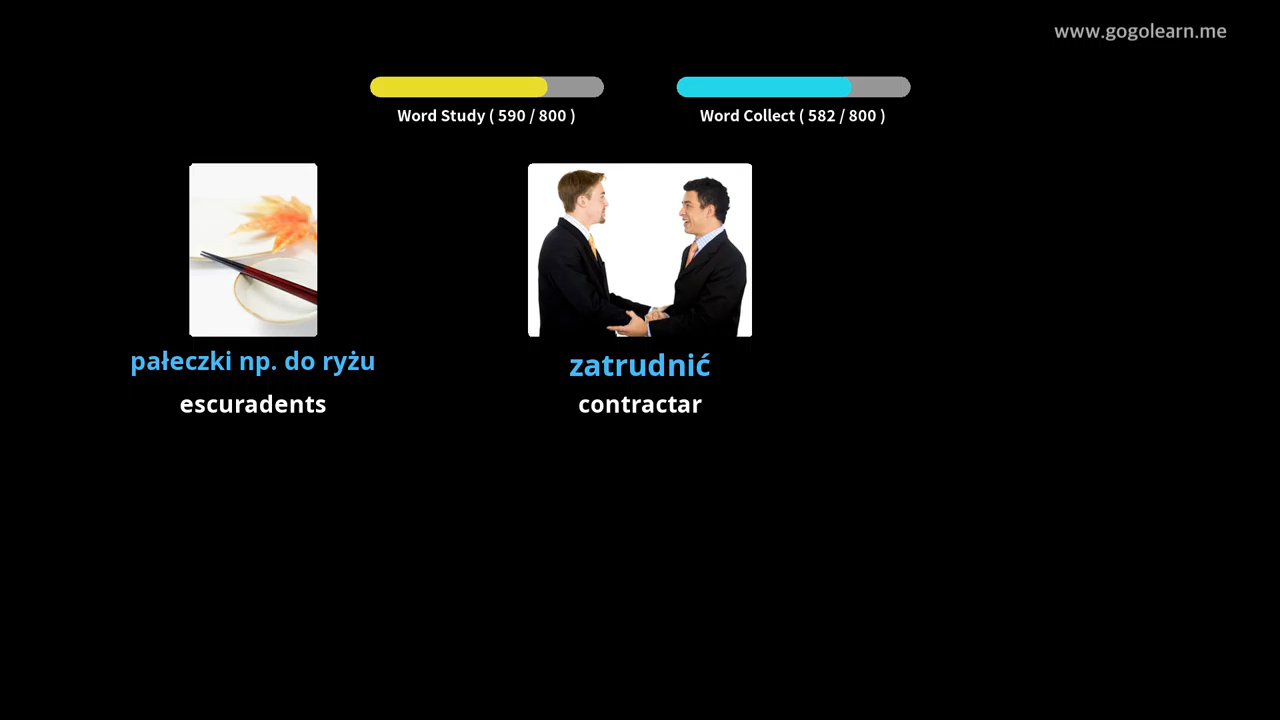 www.gogolearn.me
Word Study ( 590 / 800 )
Word Collect ( 582 / 800 )
pałeczki np. do ryżu
escuradents
zatrudnić
contractar